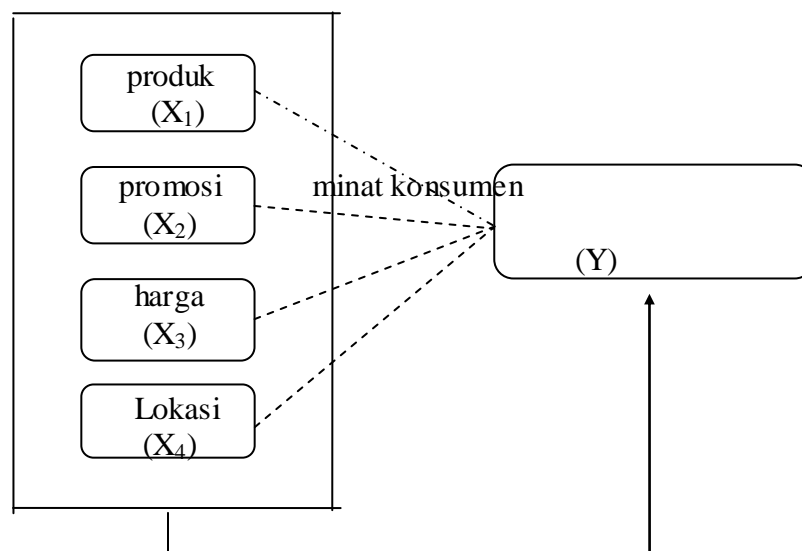 produk
(X₁)
promosi
(X₂)
minat konsumen
(Y)
harga
(X₃)
Lokasi
(X₄)